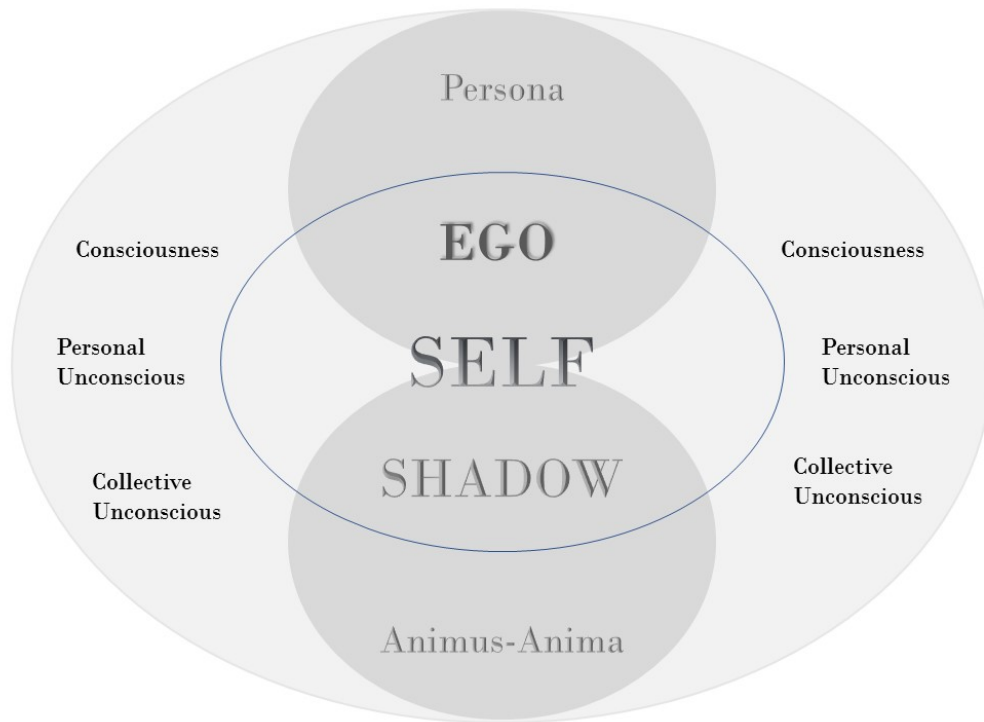 Persona
EGO
Consciousness
Consciousness
Personal
Unconscious
SELF
Personal
Unconscious
SHADOW
Collective
Unconscious
Collective
Unconscious
Animus-Anima